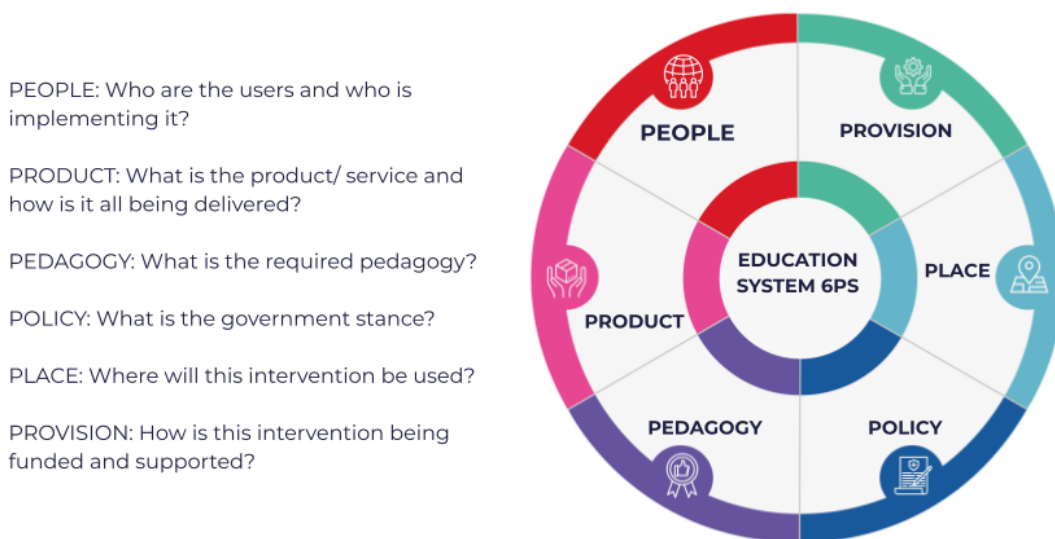 PEOPLE: Who are the users and who is
implementing it?
PRODUCT: What is the product/ service and
how is it all being delivered?
PEDAGOGY: What is the required pedagogy?
POLICY: What is the government stance?
PLACE: Where will this intervention be used?
PROVISION: How is this intervention being
funded and supported?
PEOPLE
PROVISION
PLACE
POLICY
PEDAGOGY
PRODUCT
EDUCATION
SYSTEM 6PS